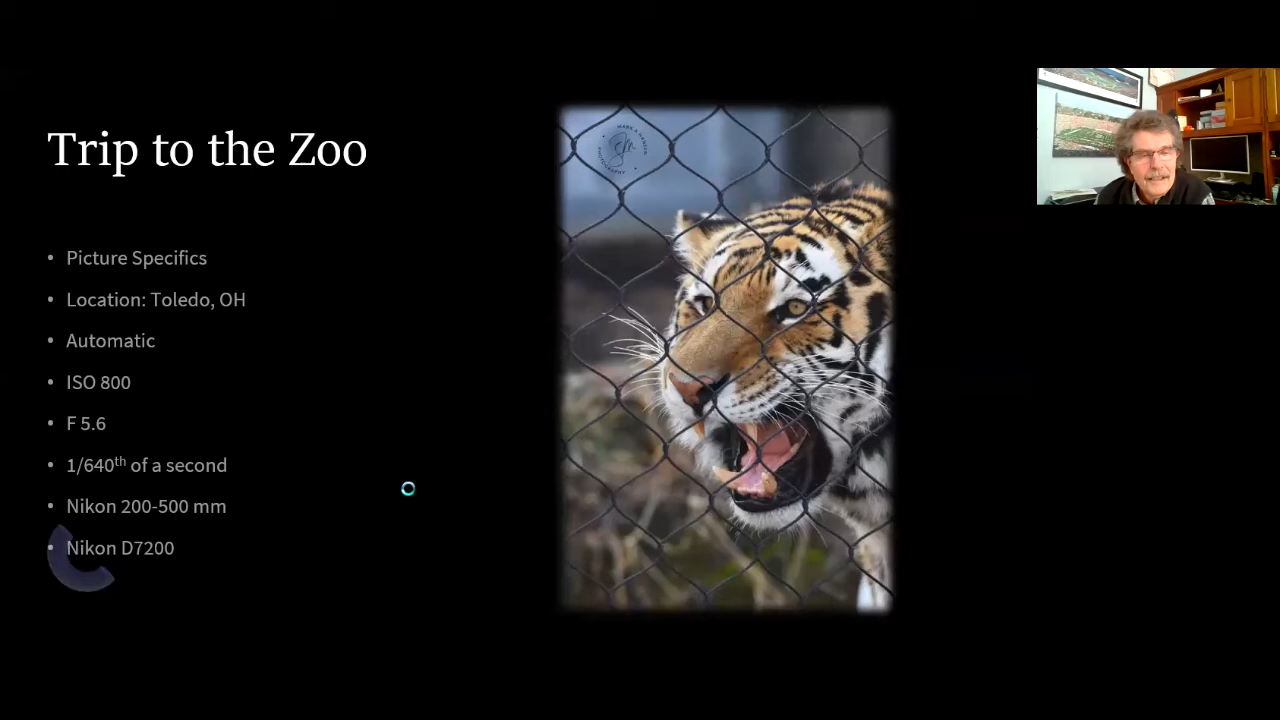 Trip to the Zoo
Picture Specifics
Location: Toledo, OH
Automatic
ISO 800
F 5.6
1/640th of a second
Nikon 200-500 mm
Nikon D7200
PHOTOGRAPHY